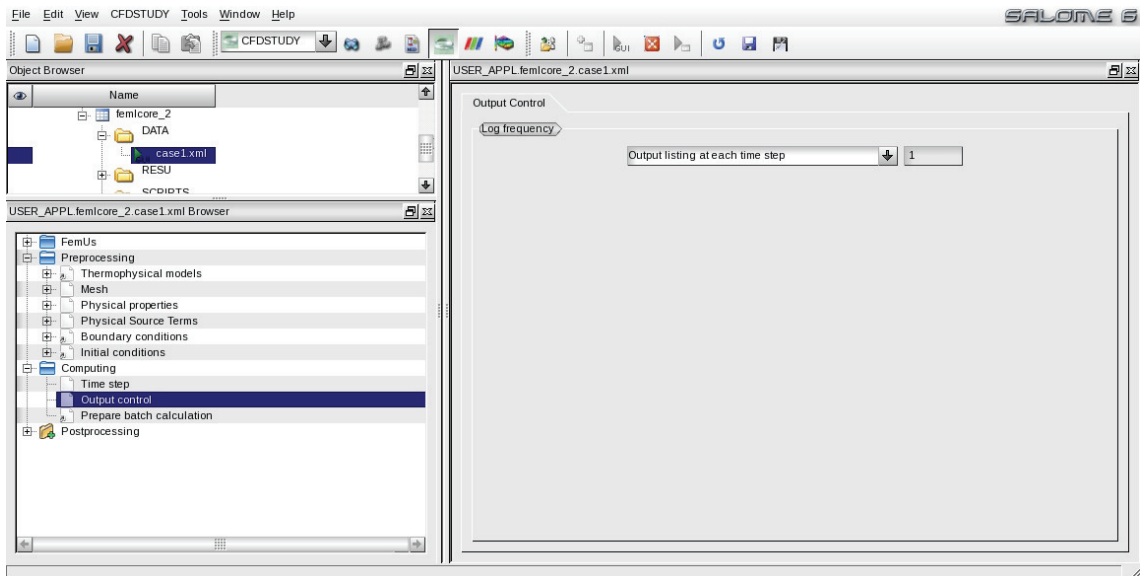 File Edit View CFDSTUDY Tools Window Help
SALOME 6
CFDSTUDY
GUI
Object Browser
Name
femlcore_2
DATA
case1.xml
RESU
SCRIPTS
USER_APPL.femlcore_2.case1.xml Browser
FemUs
Preprocessing
Thermophysical models
Mesh
Physical properties
Physical Source Terms
Boundary conditions
Initial conditions
Computing
Time step
Output control
Prepare batch calculation
Postprocessing
USER_APPL.femlcore_2.case1.xml
Output Control
Log frequency
Output listing at each time step 1